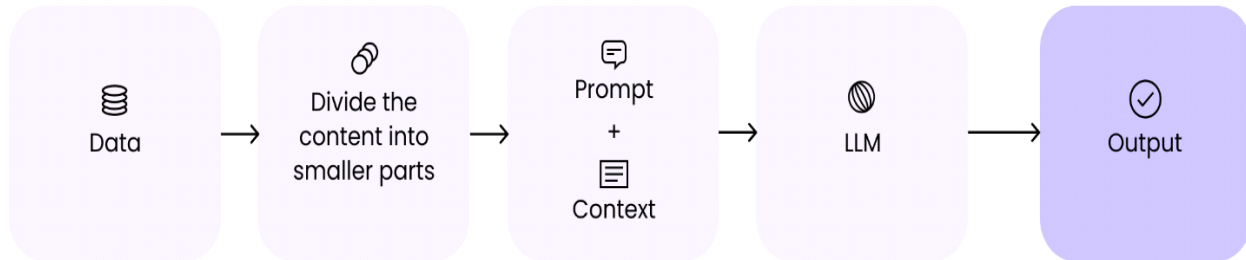 Data
Divide the
content into
smaller parts
Prompt
+
Context
LLM
Output